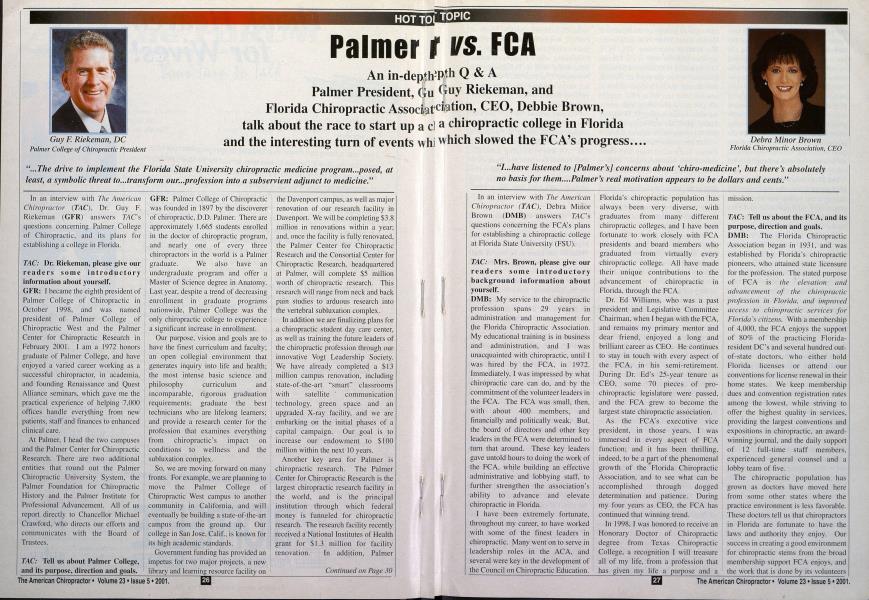 HOT TOPIC
Palmer vs. FCA
An in-depth Q & A
Palmer President, Guy Riekeman, and
Florida Chiropractic Association, CEO, Debbie Brown,
talk about the race to start up a chiropractic college in Florida
and the interesting turn of events which slowed the FCA's progress....
Guy F. Riekeman, DC
Palmer College of Chiropractic President
Debra Minor Brown
Florida Chiropractic Association, CEO
"...The drive to implement the Florida State University chiropractic medicine program...posed, at
least, a symbolic threat to...transform our...profession into a subservient adjunct to medicine."
In an interview with The American
Chiropractor (TAC), Dr. Guy F.
Riekeman (GFR) answers TAC's
questions concerning Palmer College
of Chiropractic, and its plans for
establishing a college in Florida.
TAC: Dr. Riekeman, please give our
readers some introductory
information about yourself.
GFR: I became the eighth president of
Palmer College of Chiropractic in
October 1998, and was named
president of Palmer College of
Chiropractic West and the Palmer
Center for Chiropractic Research in
February 2001. I am a 1972 honors
graduate of Palmer College, and have
enjoyed a varied career working as a
successful chiropractor, in academia,
and founding Renaissance and Quest
Alliance seminars, which gave me the
practical experience of helping 7,000
offices handle everything from new
patients, staff and finances to enhanced
clinical care.
At Palmer, I head the two campuses
and the Palmer Center for Chiropractic
Research. There are two additional
entities that round out the Palmer
Chiropractic University System, the
Palmer Foundation for Chiropractic
History and the Palmer Institute for
Professional Advancement. All of us
report directly to Chancellor Michael
Crawford, who directs our efforts and
communicates with the Board of
Trustees.
TAC: Tell us about Palmer College,
and its purpose, direction and goals.
GFR: Palmer College of Chiropractic
was founded in 1897 by the discoverer
of chiropractic, D.D. Palmer. There are
approximately 1,665 students enrolled
in the doctor of chiropractic program,
and nearly one of every three
chiropractors in the world is a Palmer
graduate. We also have an
undergraduate program and offer a
Master of Science degree in Anatomy.
Last year, despite a trend of decreasing
enrollment in graduate programs
nationwide, Palmer College was the
only chiropractic college to experience
a significant increase in enrollment.
Our purpose, vision and goals are to
have the finest curriculum and faculty;
an open collegial environment that
generates inquiry into life and health;
the most intense basic science and
philosophy curriculum and
incomparable, rigorous graduation
requirements; graduate the best
technicians who are lifelong learners;
and provide a research center for the
profession that examines everything
from chiropractic's impact on
conditions to wellness and the
subluxation complex.
So, we are moving forward on many
fronts. For example, we are planning to
move the Palmer College of
Chiropractic West campus to another
community in California, and will
eventually be building a state-of-the-art
campus from the ground up. Our
college in San Jose, Calif., is known for
its high academic standards.
Government funding has provided an
impetus for two major projects, a new
library and learning resource facility on
the Davenport campus, as well as major
renovation of our research facility in
Davenport. We will be completing $3.8
million in renovations within a year;
and, once the facility is fully renovated,
the Palmer Center for Chiropractic
Research and the Consortial Center for
Chiropractic Research, headquartered
at Palmer, will complete $5 million
worth of chiropractic research. This
research will range from neck and back
pain studies to arduous research into
the vertebral subluxation complex.
In addition we are finalizing plans for
a chiropractic student day care center,
as well as training the future leaders of
the chiropractic profession through our
innovative Vogt Leadership Society.
We have already completed a $13
million campus renovation, including
state-of-the-art "smart" classrooms
with satellite communication
technology, green space and an
upgraded X-ray facility, and we are
embarking on the initial phases of a
capital campaign. Our goal is to
increase our endowment to $100
million within the next 10 years.
Another key area for Palmer is
chiropractic research. The Palmer
Center for Chiropractic Research is the
largest chiropractic research facility in
the world, and is the principal
institution through which federal
money is funneled for chiropractic
research. The research facility recently
received a National Institutes of Health
grant for $1.3 million for facility
renovation. In addition, Palmer
Continued on Page 30
The American Chiropractor • Volume 23 • Issue 5 • 2001.
26
"I...have listened to [Palmer's] concerns about 'chiro-medicine', but there's absolutely
no basis for them....Palmer's real motivation appears to be dollars and cents."
In an interview with The American
Chiropractor (TAC), Debra Minor
Brown (DMB) answers TAC's
questions concerning the FCA's plans
for establishing a chiropractic college
at Florida State University (FSU).
TAC: Mrs. Brown, please give our
readers some introductory
background information about
yourself.
DMB: My service to the chiropractic
profession spans 29 years in
administration and management for
the Florida Chiropractic Association.
My educational training is in business
and administration, and I was
unacquainted with chiropractic, until I
was hired by the FCA, in 1972.
Immediately, I was impressed by what
chiropractic care can do, and by the
commitment of the volunteer leaders in
the FCA. The FCA was small, then,
with about 400 members, and
financially and politically weak. But,
the board of directors and other key
leaders in the FCA were determined to
turn that around. These key leaders
gave untold hours to doing the work of
the FCA, while building an effective
administrative and lobbying staff, to
further strengthen the association's
ability to advance and elevate
chiropractic in Florida.
I have been extremely fortunate,
throughout my career, to have worked
with some of the finest leaders in
chiropractic. Many went on to serve in
leadership roles in the ACA, and
several were key in the development of
the Council on Chiropractic Education.
Florida's chiropractic population has
always been very diverse, with
graduates from many different
chiropractic colleges, and I have been
fortunate to work closely with FCA
presidents and board members who
graduated from virtually every
chiropractic college. All have made
their unique contributions to the
advancement of chiropractic in
Florida, through the FCA.
Dr. Ed Williams, who was a past
president and Legislative Committee
Chairman, when I began with the FCA,
and remains my primary mentor and
dear friend, enjoyed a long and
brilliant career as CEO. He continues
to stay in touch with every aspect of
the FCA, in his semi-retirement.
During Dr. Ed's 25-year tenure as
CEO, some 70 pieces of pro-
chiropractic legislature were passed,
and the FCA grew to become the
largest state chiropractic association.
As the FCA's executive vice
president, in those years, I was
immersed in every aspect of FCA
function; and it has been thrilling,
indeed, to be a part of the phenomenal
growth of the Florida Chiropractic
Association, and to see what can be
accomplished through dogged
determination and patience. During
my four years as CEO, the FCA has
continued that winning trend.
In 1998, I was honored to receive an
Honorary Doctor of Chiropractic
degree from Texas Chiropractic
College, a recognition I will treasure
all of my life, from a profession that
has given my life a purpose and a
mission.
TAC: Tell us about the FCA, and its
purpose, direction and goals.
DMB: The Florida Chiropractic
Association began in 1931, and was
established by Florida's chiropractic
pioneers, who attained state licensure
for the profession. The stated purpose
of FCA is the elevation and
advancement of the chiropractic
profession in Florida, and improved
access to chiropractic services for
Florida's citizens. With a membership
of 4,000, the FCA enjoys the support
of 80% of the practicing Florida-
resident DC's and several hundred out-
of-state doctors, who either hold
Florida licenses or attend our
conventions for license renewal in their
home states. We keep membership
dues and convention registration rates
among the lowest, while striving to
offer the highest quality in services,
providing the largest conventions and
expositions in chiropractic, an award-
winning journal, and the daily support
of 12 full-time staff members,
experienced general counsel and a
lobby team of five.
The chiropractic population has
grown as doctors have moved here
from some other states where the
practice environment is less favorable.
These doctors tell us that chiropractors
in Florida are fortunate to have the
laws and authority they enjoy. Our
success in creating a good environment
for chiropractic stems from the broad
membership support FCA enjoys, and
the work that is done by its volunteers
27
The American Chiropractor • Volume 23 • Issue 5 • 2001.